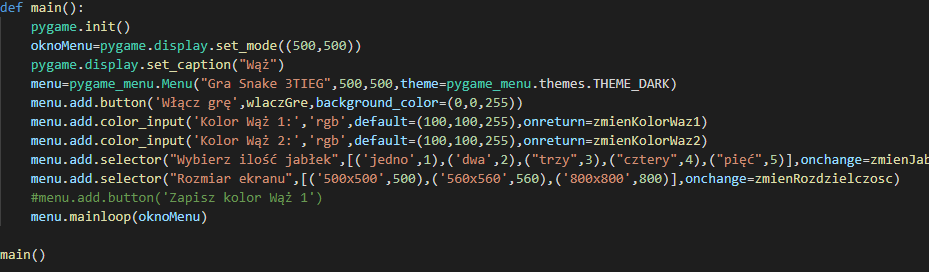 def main():
    pygame.init()
    oknoMenu=pygame.display.set_mode((500,500))
    pygame.display.set_caption("Wąż")
    menu=pygame_menu.Menu("Gra Snake 3TIEG",500,500,theme=pygame_menu.themes.THEME_DARK)
    menu.add.button('Włącz grę',wlaczGre,background_color=(0,0,255))
    menu.add.color_input('Kolor Wąż 1:','rgb',default=(100,100,255),onreturn=zmienKolorWaz1)
    menu.add.color_input('Kolor Wąż 2:','rgb',default=(100,100,255),onreturn=zmienKolorWaz2)
    menu.add.selector("Wybierz ilość jabłek",[('jedno',1),('dwa',2),("trzy",3),("cztery",4),("pięć",5)],onchange=zmienJab
    menu.add.selector("Rozmiar ekranu",[('500x500',500),('560x560',560),('800x800',800)],onchange=zmienRozdzielczosc)
    #menu.add.button('Zapisz kolor Wąż 1')
    menu.mainloop(oknoMenu)
main()